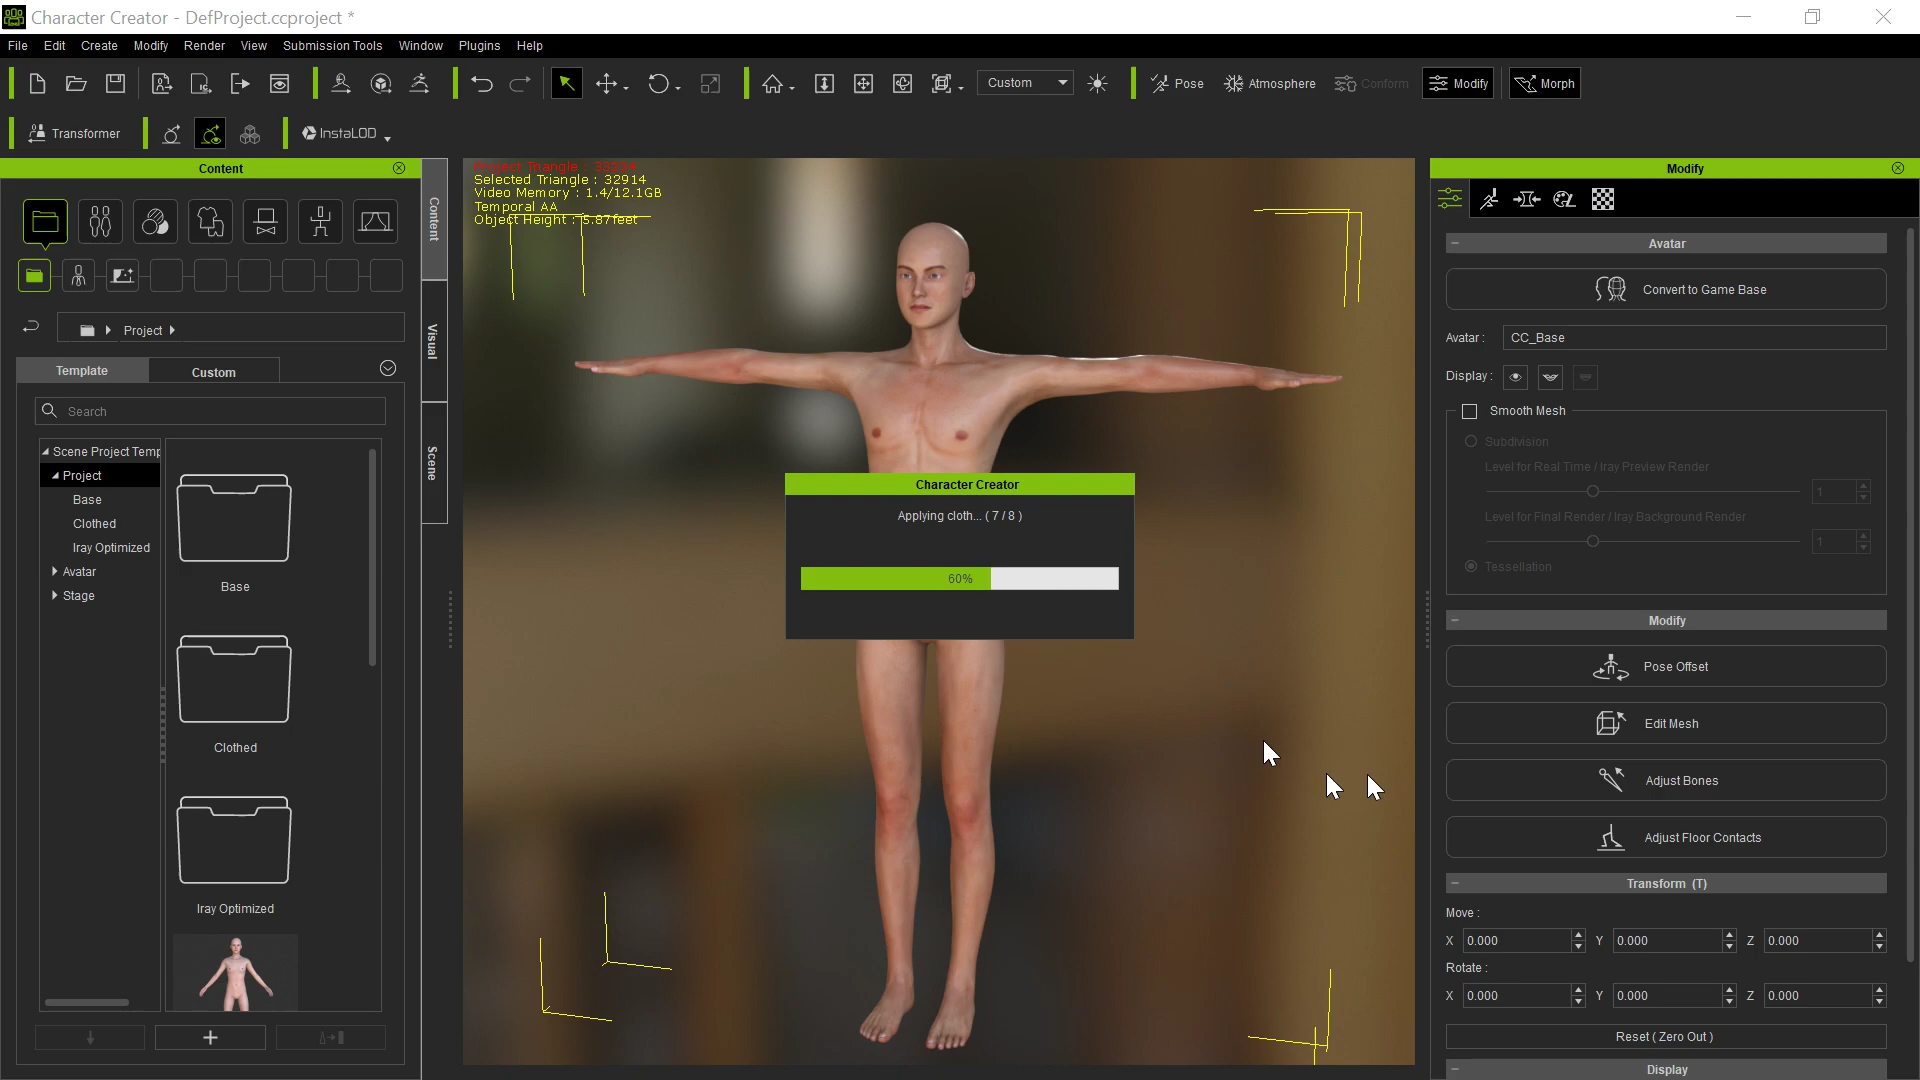 Character Creator - DefProject.ccproject *
File Edit Create Modify Render View Submission Tools Window Plugins Help
Custom
Pose
Atmosphere
Conform
Modify
Morph
Transformer
InstaLOD
Content
Content
Visual
Scene
Project
Template
Custom
Search
Scene Project Temp
Project
Base
Clothed
Iray Optimized
Avatar
Stage
Base
Clothed
Iray Optimized
Project Triangle : 33234
Selected Triangle : 32914
Video Memory : 1.4/12.1GB
Temporal AA
Object Height : 5.87feet
Character Creator
Applying cloth... ( 7 / 8 )
60%
Modify
Avatar
Convert to Game Base
Avatar : CC_Base
Display :
Smooth Mesh
Subdivision
Level for Real Time / Iray Preview Render
1
Level for Final Render / Iray Background Render
1
Tessellation
Modify
Pose Offset
Edit Mesh
Adjust Bones
Adjust Floor Contacts
Transform (T)
Move :
X 0.000 Y 0.000 Z 0.000
Rotate :
X 0.000 Y 0.000 Z 0.000
Reset ( Zero Out )
Display